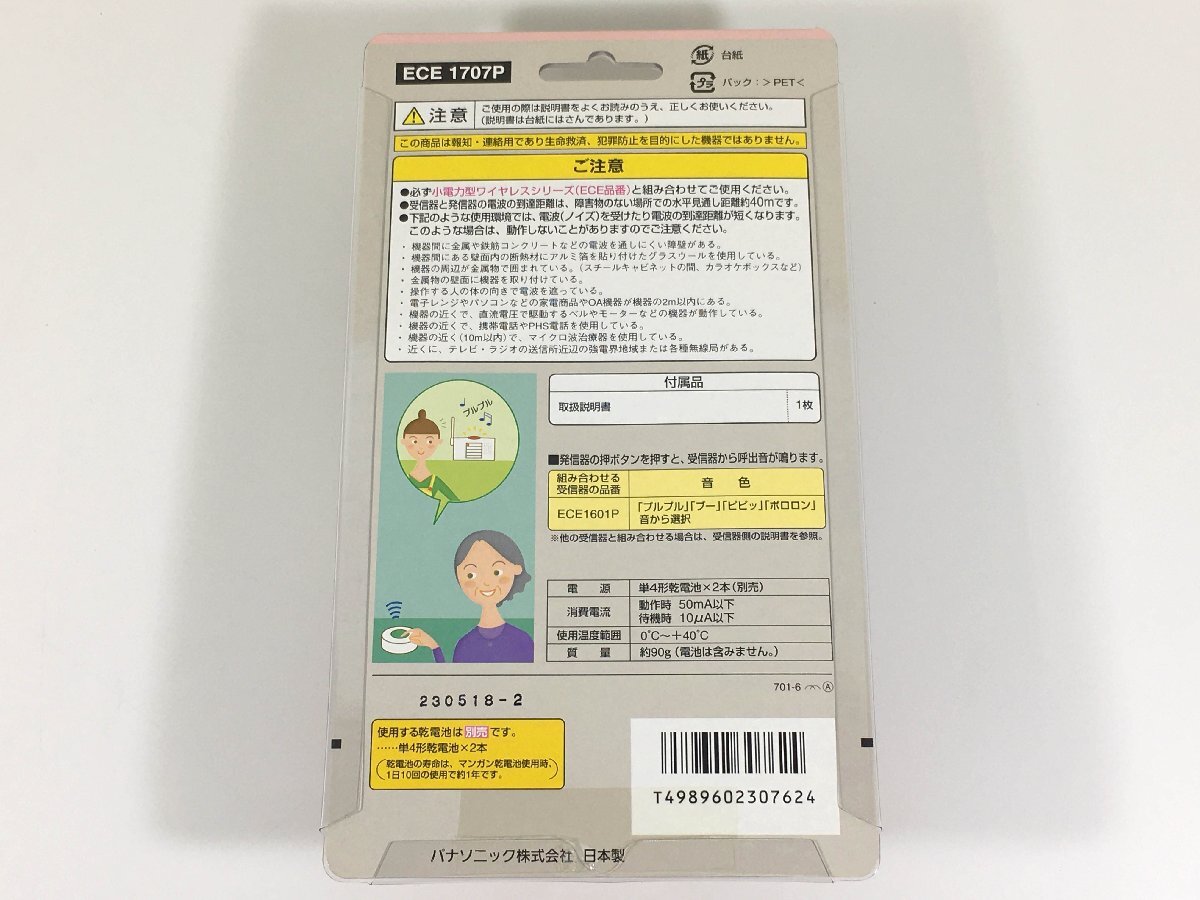 ECE 1707P
紙 台紙
プラ パック:>PET<
注意
ご使用の際は説明書をよくお読みのうえ、正しくお使いください。
(説明書は台紙にはさんであります。)
この商品は報知・連絡用であり生命救済、犯罪防止を目的にした機器ではありません。
ご注意
●必ず小電力型ワイヤレスシリーズ(ECE品番)と組み合わせてご使用ください。
●受信器と発信器の電波の到達距離は、障害物のない場所での水平見通し距離約40mです。
●下記のような使用環境では、電波(ノイズ)を受けたり電波の到達距離が短くなります。
このような場合は、動作しないことがありますのでご注意ください。
・機器間に金属や鉄筋コンクリートなどの電波を通しにくい障壁がある。
・機器間にある壁面内の断熱材にアルミ箔を貼り付けたグラスウールを使用している。
・機器の周辺が金属物で囲まれている。(スチールキャビネットの間、カラオケボックスなど)
・金属物の壁面に機器を取り付けている。
・操作する人の体の向きで電波を遮っている。
・電子レンジやパソコンなどの家電商品やOA機器が機器の2m以内にある。
・機器の近くで、直流電圧で駆動するベルやモーターなどの機器が動作している。
・機器の近くで、携帯電話やPHS電話を使用している。
・機器の近く(10m以内)で、マイクロ波治療器を使用している。
・近くに、テレビ・ラジオの送信所近辺の強電界地域または各種無線局がある。
プルプル
付属品
取扱説明書 1枚
■発信器の押ボタンを押すと、受信器から呼出音が鳴ります。
組み合わせる
受信器の品番
音 色
ECE1601P
「プルプル」「ブー」「ピピッ」「ポロロン」
音から選択
※他の受信器と組み合わせる場合は、受信器側の説明書を参照。
電 源 単4形乾電池×2本(別売)
消費電流 動作時 50mA以下
待機時 10μA以下
使用温度範囲 0℃〜+40℃
質 量 約90g(電池は含みません。)
701-6 Ⓐ
230518-2
使用する乾電池は別売です。
……単4形乾電池×2本
(乾電池の寿命は、マンガン乾電池使用時、
1日10回の使用で約1年です。)
T4989602307624
パナソニック株式会社 日本製